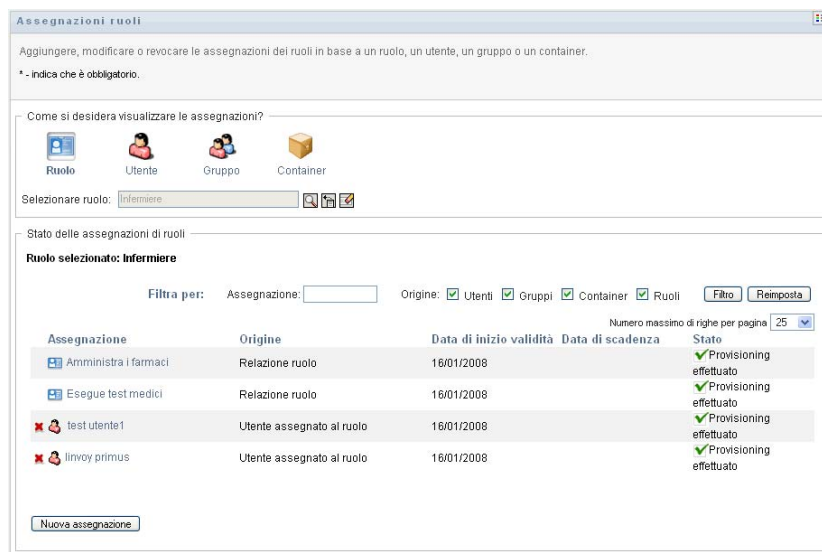 Assegnazioni ruoli
Aggiungere, modificare o revocare le assegnazioni dei ruoli in base a un ruolo, un utente, un gruppo o un container.
* - indica che è obbligatorio.
Come si desidera visualizzare le assegnazioni?
Ruolo Utente Gruppo Container
Selezionare ruolo: Infermiere
Stato delle assegnazioni di ruoli
Ruolo selezionato: Infermiere
Filtra per: Assegnazione: Origine: Utenti Gruppi Container Ruoli Filtro Reimposta
Numero massimo di righe per pagina 25
Assegnazione Origine Data di inizio validità Data di scadenza Stato
Amministra i farmaci Relazione ruolo 16/01/2008 Provisioning
effettuato
Esegue test medici Relazione ruolo 16/01/2008 Provisioning
effettuato
test utente1 Utente assegnato al ruolo 16/01/2008 Provisioning
effettuato
linvoy primus Utente assegnato al ruolo 16/01/2008 Provisioning
effettuato
Nuova assegnazione